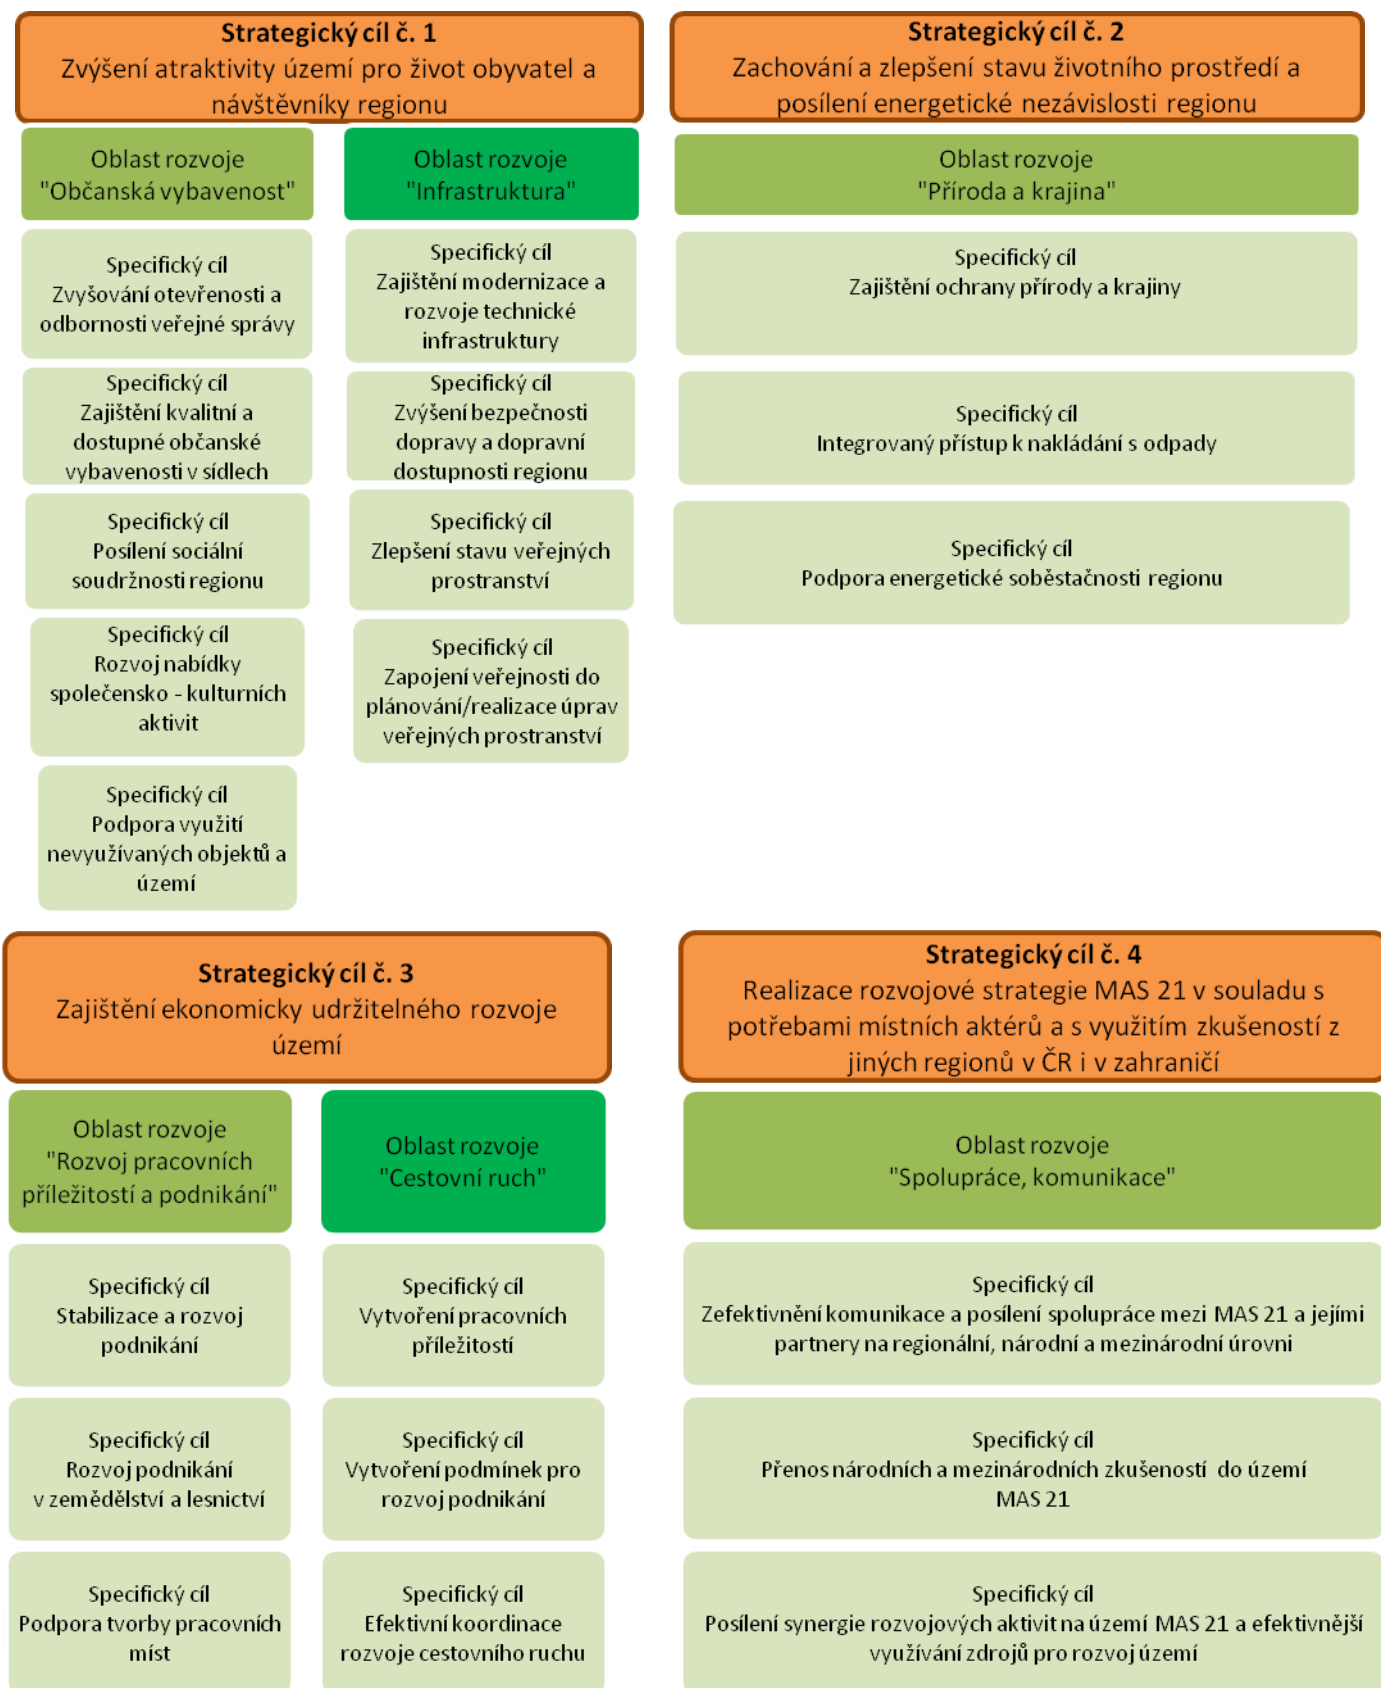 Strategický cíl č. 1
Zvýšení atraktivity území pro život obyvatel a
návštěvníky regionu
Oblast rozvoje
"Občanská vybavenost"
Specifický cíl
Zvyšování otevřenosti a
odbornosti veřejné správy
Specifický cíl
Zajištění kvalitní a
dostupné občanské
vybavenosti v sídlech
Specifický cíl
Posílení sociální
soudržnosti regionu
Specifický cíl
Rozvoj nabídky
společensko - kulturních
aktivit
Specifický cíl
Podpora využití
nevyužívaných objektů a
území
Oblast rozvoje
"Infrastruktura"
Specifický cíl
Zajištění modernizace a
rozvoje technické
infrastruktury
Specifický cíl
Zvýšení bezpečnosti
dopravy a dopravní
dostupnosti regionu
Specifický cíl
Zlepšení stavu veřejných
prostranství
Specifický cíl
Zapojení veřejnosti do
plánování/realizace úprav
veřejných prostranství
Strategický cíl č. 2
Zachování a zlepšení stavu životního prostředí a
posílení energetické nezávislosti regionu
Oblast rozvoje
"Příroda a krajina"
Specifický cíl
Zajištění ochrany přírody a krajiny
Specifický cíl
Integrovaný přístup k nakládání s odpady
Specifický cíl
Podpora energetické soběstačnosti regionu
Strategický cíl č. 3
Zajištění ekonomicky udržitelného rozvoje
území
Oblast rozvoje
"Rozvoj pracovních
příležitostí a podnikání"
Specifický cíl
Stabilizace a rozvoj
podnikání
Specifický cíl
Rozvoj podnikání
v zemědělství a lesnictví
Specifický cíl
Podpora tvorby pracovních
míst
Oblast rozvoje
"Cestovní ruch"
Specifický cíl
Vytvoření pracovních
příležitostí
Specifický cíl
Vytvoření podmínek pro
rozvoj podnikání
Specifický cíl
Efektivní koordinace
rozvoje cestovního ruchu
Strategický cíl č. 4
Realizace rozvojové strategie MAS 21 v souladu s
potřebami místních aktérů a s využitím zkušeností z
jiných regionů v ČR i v zahraničí
Oblast rozvoje
"Spolupráce, komunikace"
Specifický cíl
Zefektivnění komunikace a posílení spolupráce mezi MAS 21 a jejími
partnery na regionální, národní a mezinárodní úrovni
Specifický cíl
Přenos národních a mezinárodních zkušeností do území
MAS 21
Specifický cíl
Posílení synergie rozvojových aktivit na území MAS 21 a efektivnější
využívání zdrojů pro rozvoj území